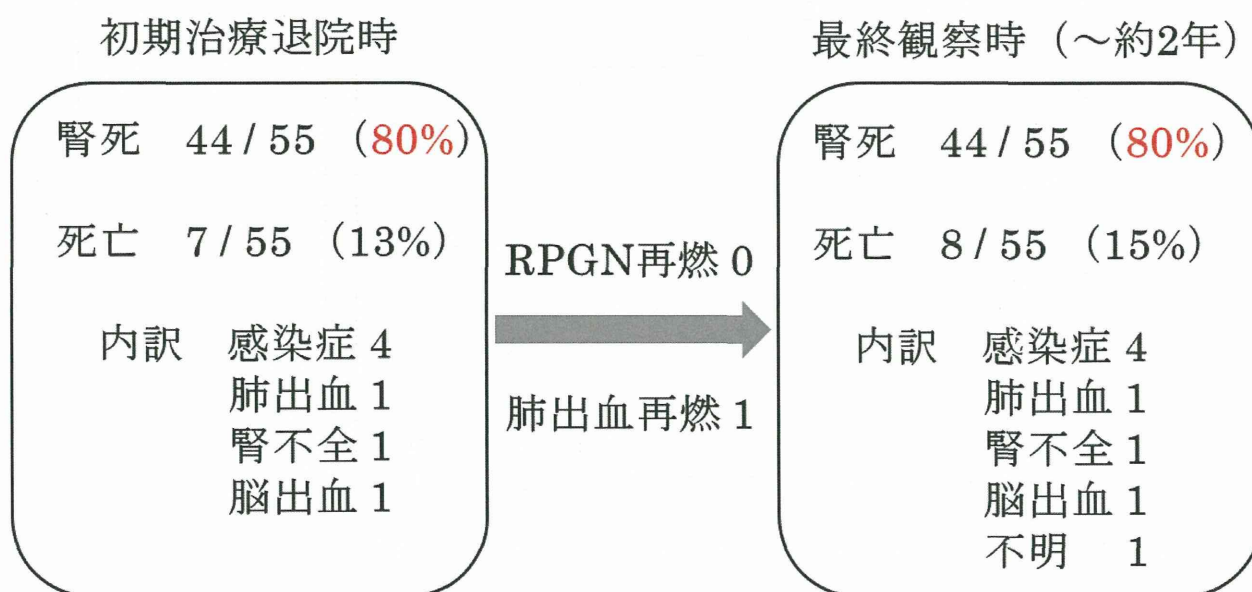 初期治療退院時
腎死 44 / 55 (80%)
死亡 7 / 55 (13%)
内訳 感染症 4
肺出血 1
腎不全 1
脳出血 1
RPGN再燃 0
肺出血再燃 1
最終観察時(～約2年)
腎死 44 / 55 (80%)
死亡 8 / 55 (15%)
内訳 感染症 4
肺出血 1
腎不全 1
脳出血 1
不明 1